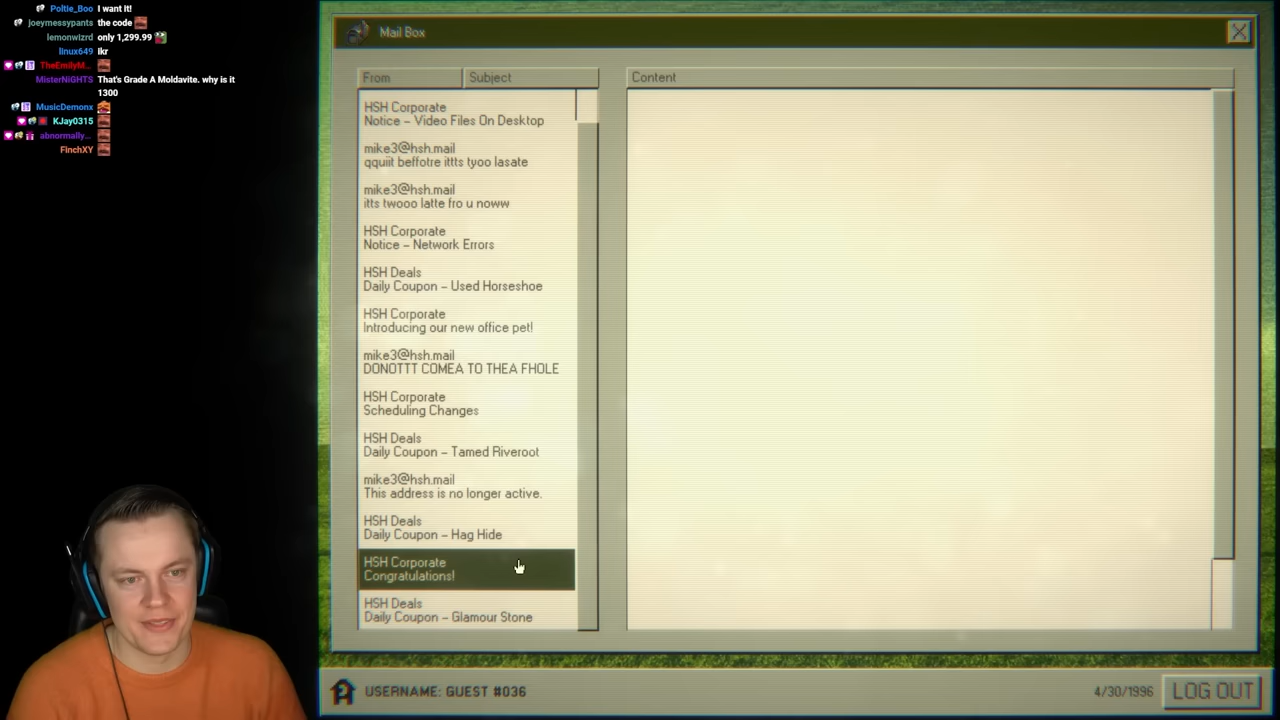 Poltie_Boo I want it!
joeymessypants the code
lemonwizrd only 1,299.99
linux649 Ikr
TheEmilyM...
MisterNiGHTS That's Grade A Moldavite. why is it
1300
MusicDemonx
KJay0315
abnormally...
FinchXY
Mail Box
From
Subject
Content
HSH Corporate
Notice – Video Files On Desktop
mike3@hsh.mail
qquiit beffotre ittts tyoo lasate
mike3@hsh.mail
itts twooo latte fro u noww
HSH Corporate
Notice – Network Errors
HSH Deals
Daily Coupon – Used Horseshoe
HSH Corporate
Introducing our new office pet!
mike3@hsh.mail
DONOTTT COMEA TO THEA FHOLE
HSH Corporate
Scheduling Changes
HSH Deals
Daily Coupon – Tamed Riveroot
mike3@hsh.mail
This address is no longer active.
HSH Deals
Daily Coupon – Hag Hide
HSH Corporate
Congratulations!
HSH Deals
Daily Coupon – Glamour Stone
USERNAME: GUEST #036
4/30/1996
LOG OUT